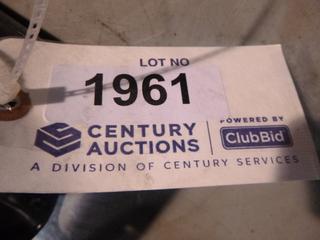 LOT NO
1961
CENTURY
AUCTIONS
POWERED BY
ClubBid
A DIVISION OF CENTURY SERVICES